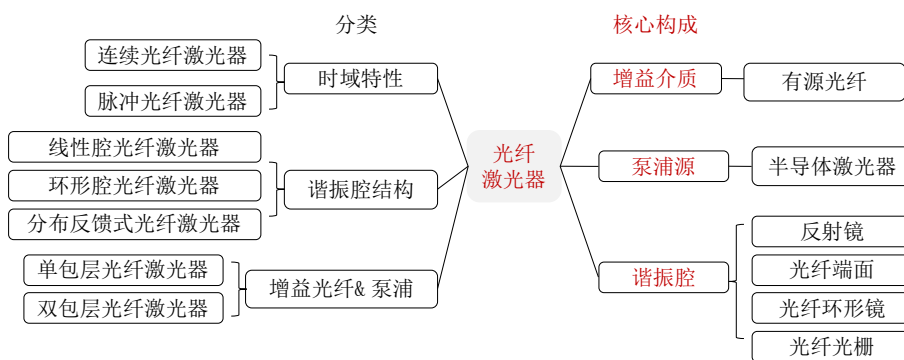 分类
连续光纤激光器
脉冲光纤激光器
时域特性
线性腔光纤激光器
环形腔光纤激光器
分布反馈式光纤激光器
谐振腔结构
单包层光纤激光器
双包层光纤激光器
增益光纤&泵浦
光纤
激光器
核心构成
增益介质
有源光纤
泵浦源
半导体激光器
谐振腔
反射镜
光纤端面
光纤环形镜
光纤光栅